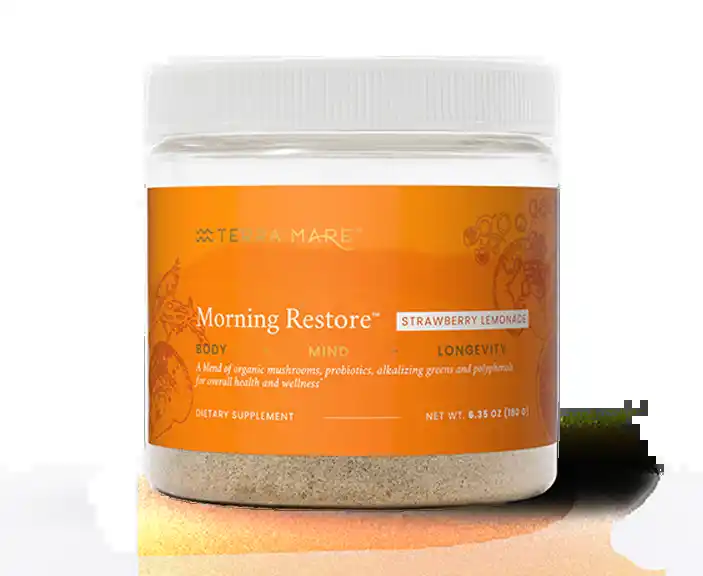 TERRA MARE™
Morning Restore™ STRAWBERRY LEMONADE
BODY MIND LONGEVITY
A blend of organic mushrooms, probiotics, alkalizing greens and polyphenols
for overall health and wellness*
DIETARY SUPPLEMENT NET WT. 6.35 OZ (180 G)